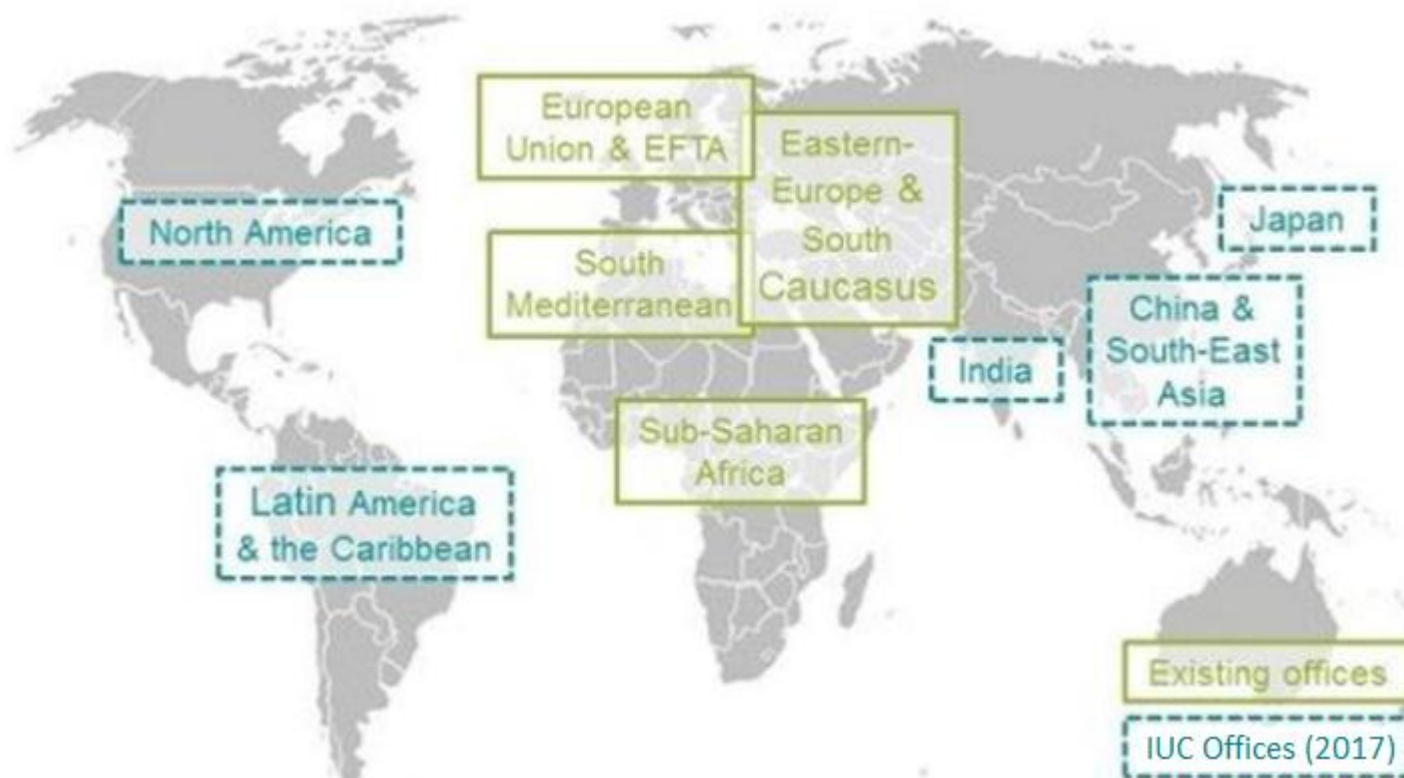 European
Union & EFTA
Eastern-
Europe &
South
Caucasus
North America
Japan
South
Mediterranean
China &
South-East
Asia
India
Sub-Saharan
Africa
Latin America
& the Caribbean
Existing offices
IUC Offices (2017)